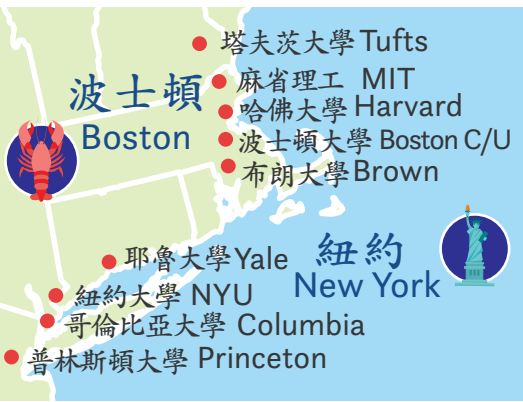 塔夫茨大學 Tufts
麻省理工 MIT
哈佛大學 Harvard
波士頓大學 Boston C/U
布朗大學 Brown
波士頓
Boston
耶魯大學 Yale
紐約大學 NYU
哥倫比亞大學 Columbia
普林斯頓大學 Princeton
紐約
New York